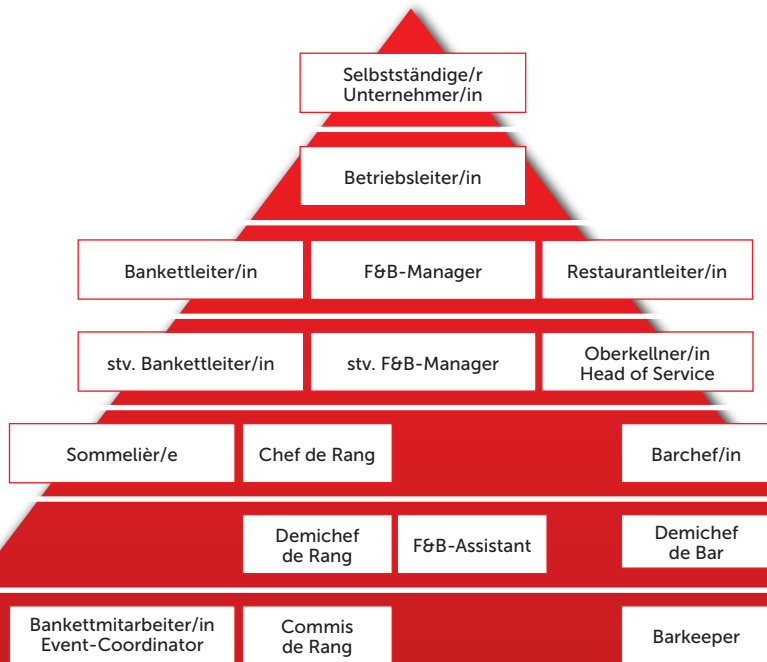 Selbstständige/r
Unternehmer/in
Betriebsleiter/in
Bankettleiter/in
F&B-Manager
Restaurantleiter/in
stv. Bankettleiter/in
stv. F&B-Manager
Oberkellner/in
Head of Service
Sommelièr/e
Chef de Rang
Barchef/in
Demichef
de Rang
F&B-Assistant
Demichef
de Bar
Bankettmitarbeiter/in
Event-Coordinator
Commis
de Rang
Barkeeper